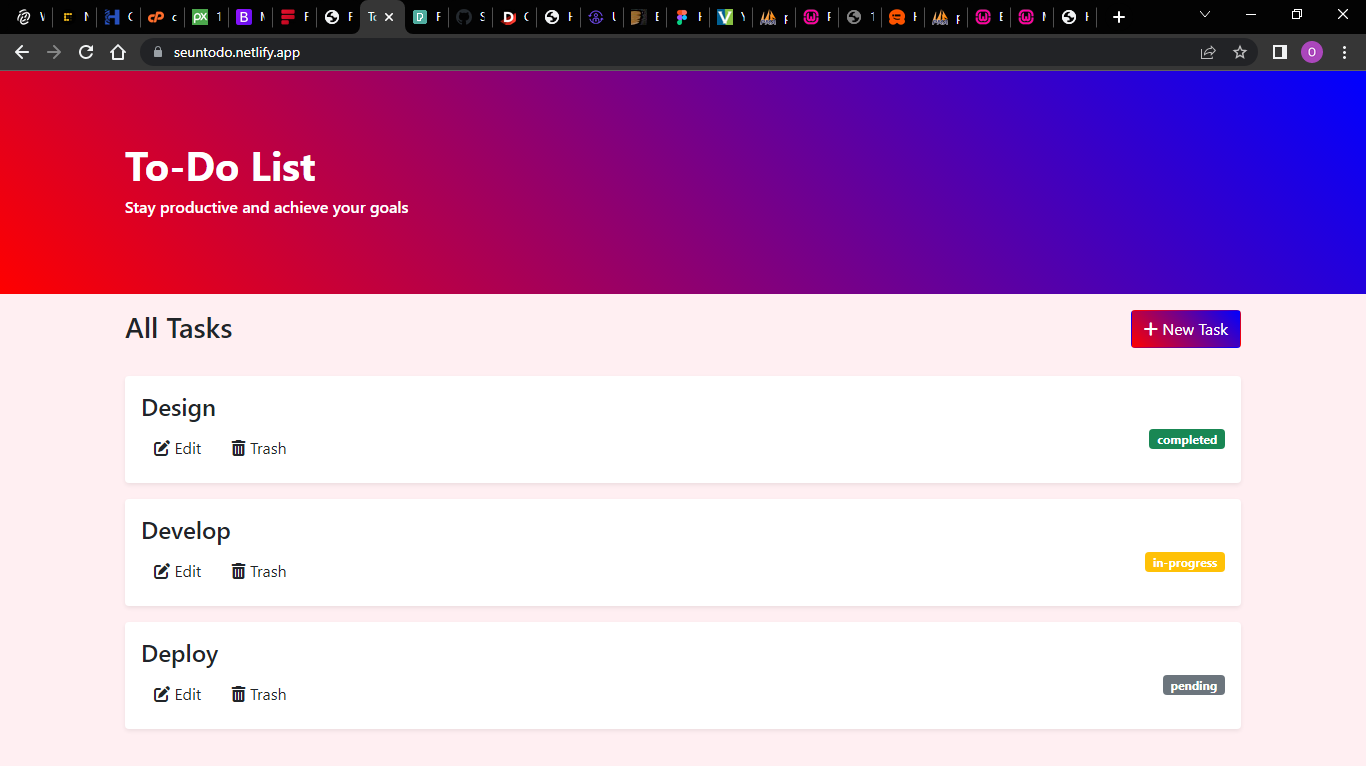 seuntodo.netlify.app
To-Do List
Stay productive and achieve your goals
All Tasks
New Task
Design
Edit Trash
completed
Develop
Edit Trash
in-progress
Deploy
Edit Trash
pending